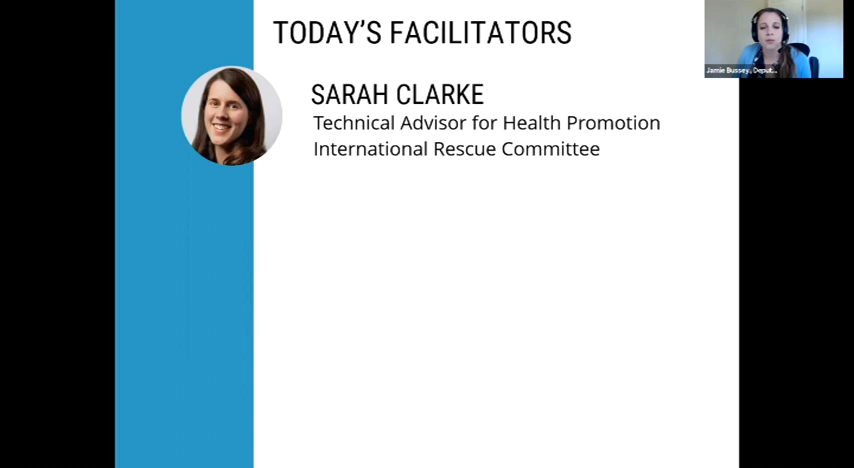 TODAY'S FACILITATORS
SARAH CLARKE
Technical Advisor for Health Promotion
International Rescue Committee
Jamie Bussey, Deput...